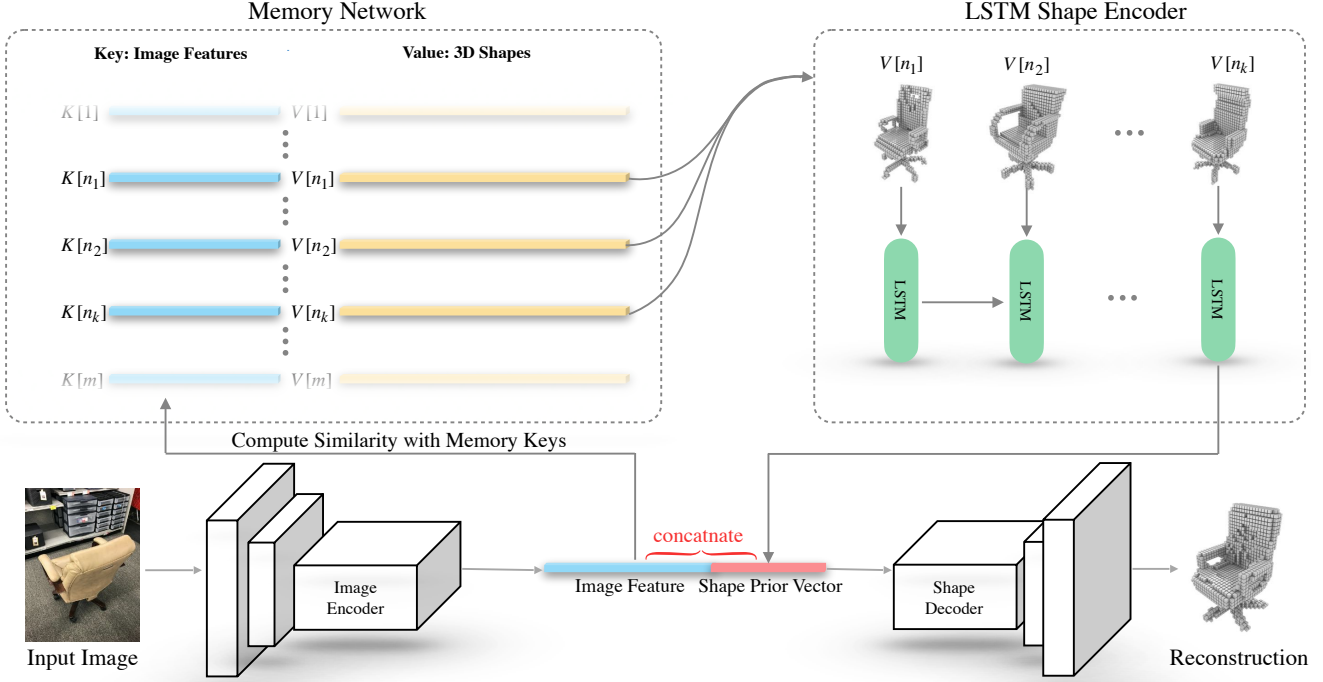 Memory Network
LSTM Shape Encoder
Key: Image Features
Value: 3D Shapes
K[1]
V[1]
K[n₁]
V[n₁]
K[n₂]
V[n₂]
K[nₖ]
V[nₖ]
K[m]
V[m]
V[n₁]
V[n₂]
V[nₖ]
LSTM
LSTM
LSTM
Compute Similarity with Memory Keys
Input Image
Image
Encoder
concatnate
Image Feature
Shape Prior Vector
Shape
Decoder
Reconstruction